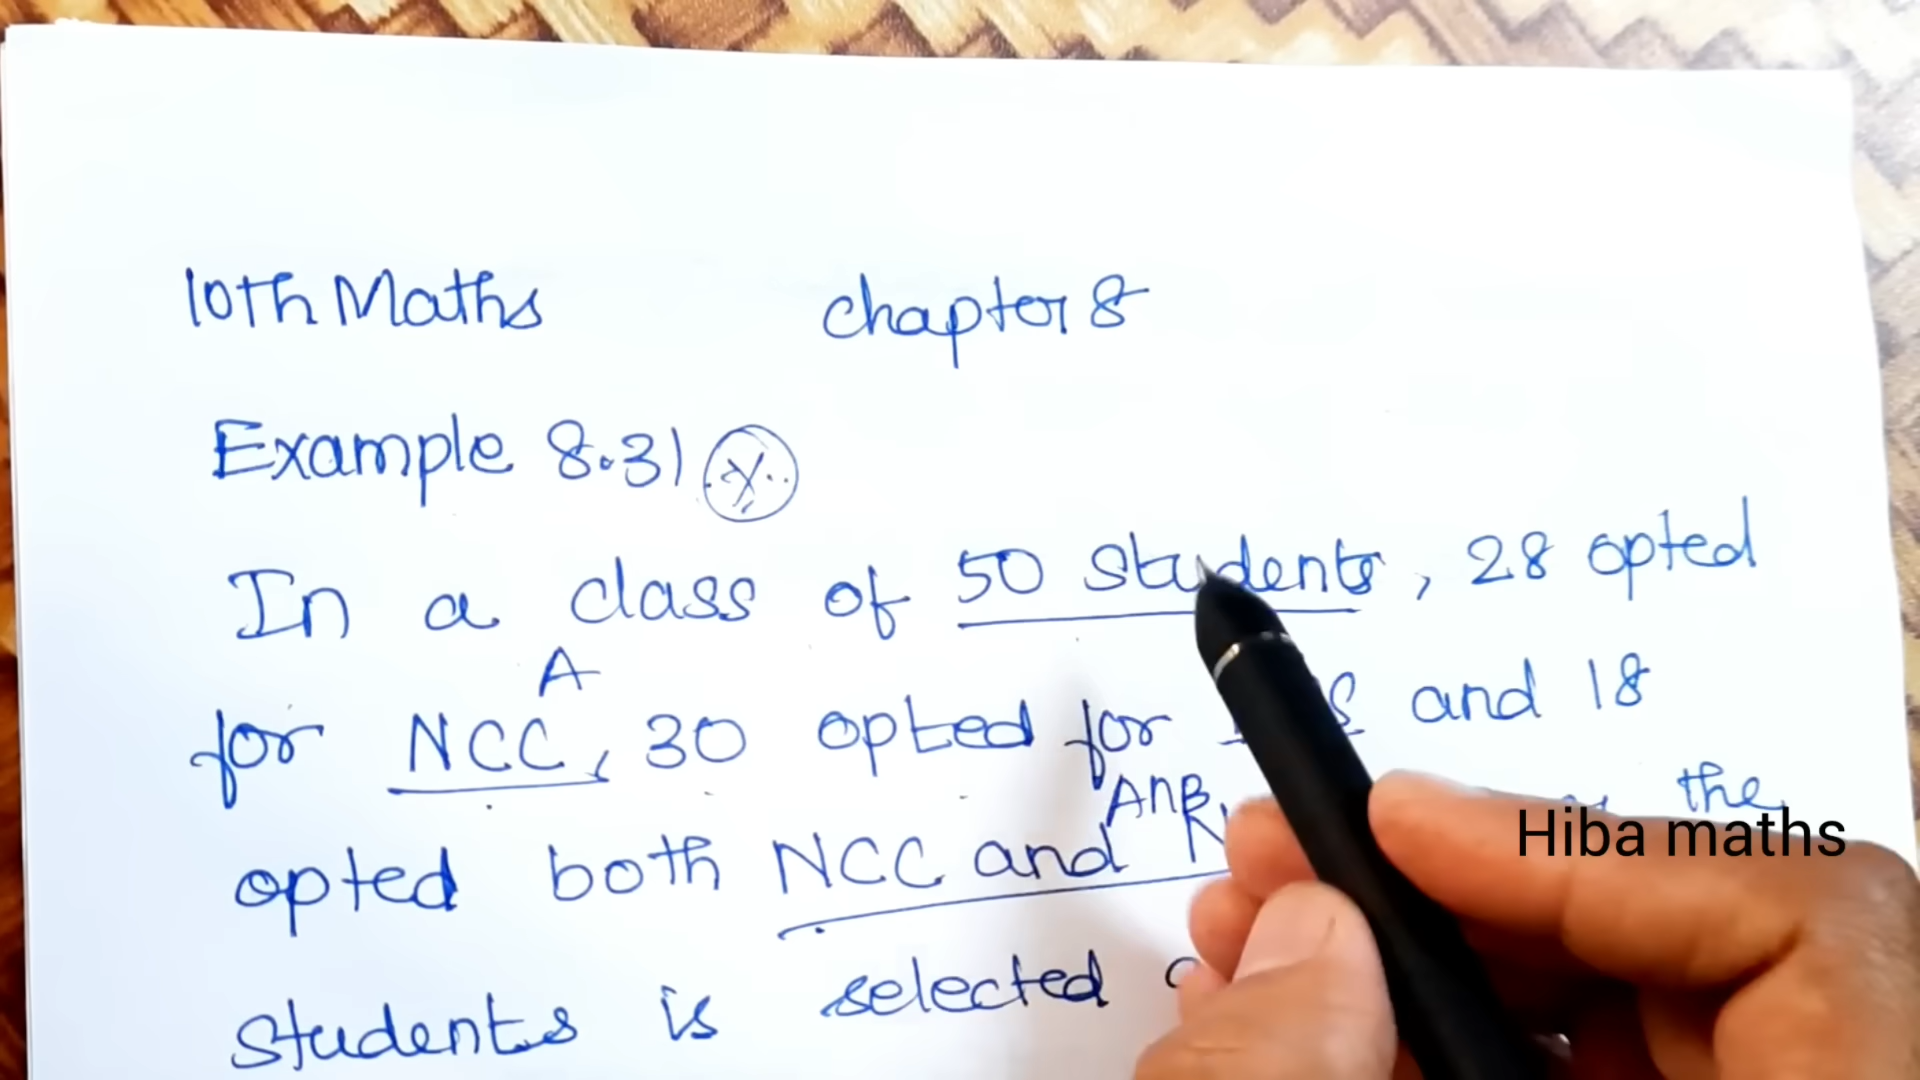 10th Maths chapter 8
Example 8.31
In a class of 50 Students, 28 opted
A
for NCC, 30 opted for and 18
A∩B the
opted both NCC and
Students is selected
Hiba maths